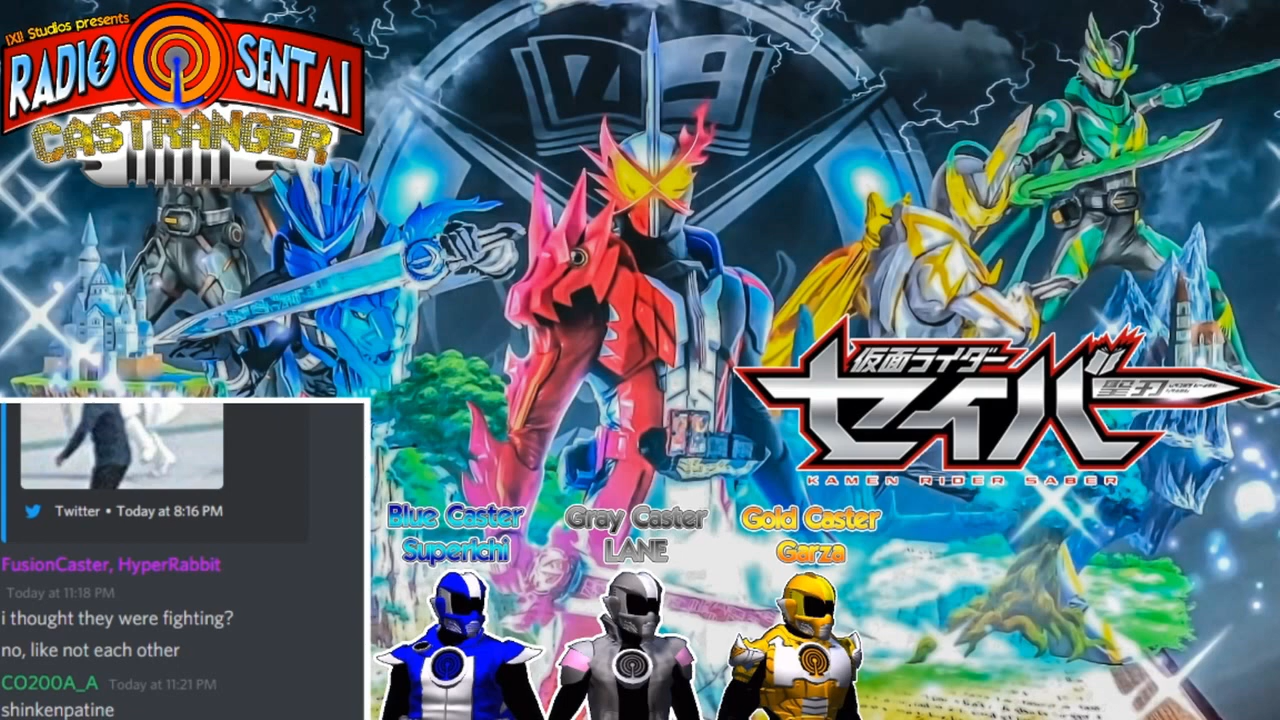 IXII Studios presents
RADIO SENTAI
CASTRANGER
09
仮面ライダー
セイバー
聖刃
KAMEN RIDER SABER
Twitter • Today at 8:16 PM
FusionCaster, HyperRabbit
Today at 11:18 PM
i thought they were fighting?
no, like not each other
CO200A_A Today at 11:21 PM
shinkenpatine
Blue Caster
Superichi
Gray Caster
LANE
Gold Caster
Garza